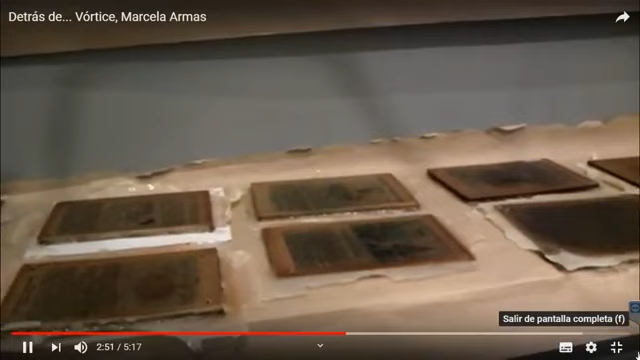 Detrás de... Vórtice, Marcela Armas
Salir de pantalla completa (f)
2:51 / 5:17